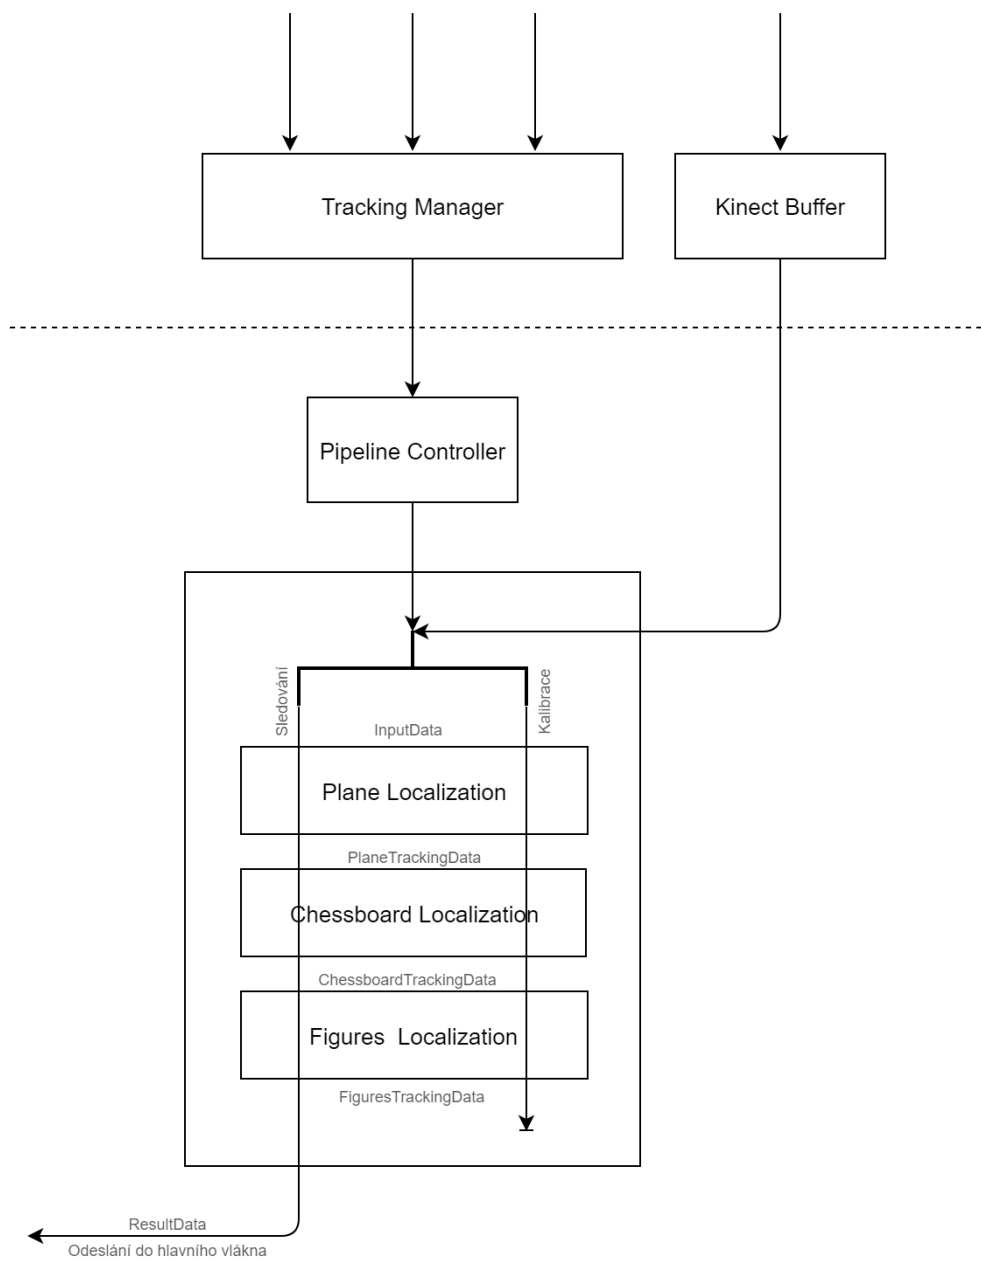 Tracking Manager
Kinect Buffer
Pipeline Controller
Sledování
Kalibrace
InputData
Plane Localization
PlaneTrackingData
Chessboard Localization
ChessboardTrackingData
Figures  Localization
FiguresTrackingData
ResultData
Odeslání do hlavního vlákna